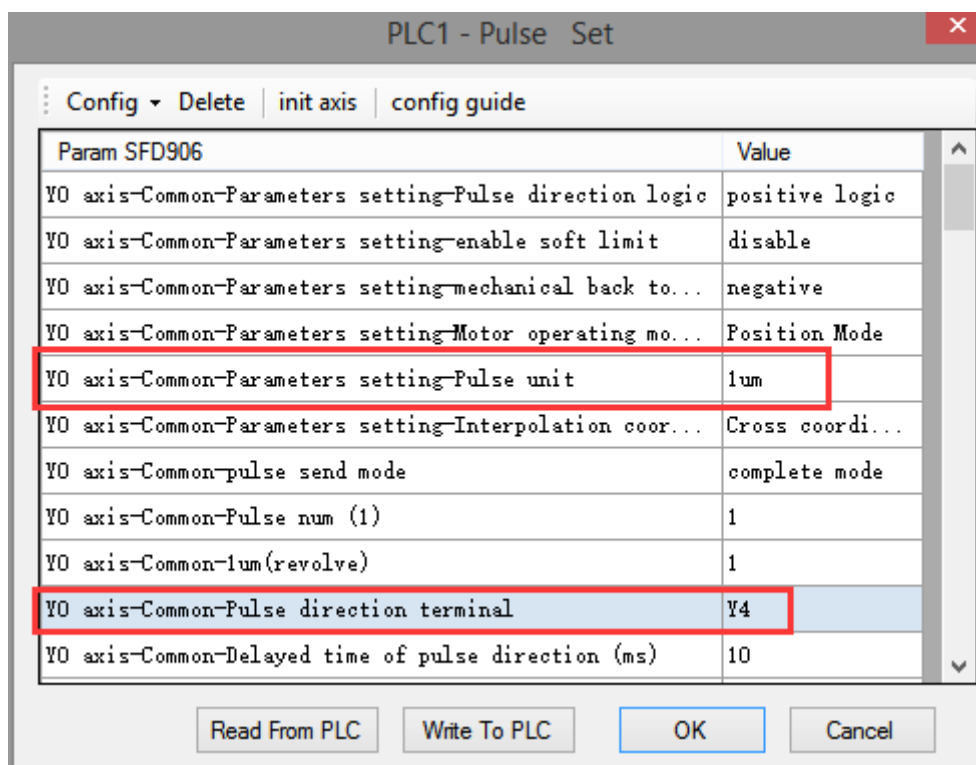 PLC1 - Pulse Set
Config Delete init axis config guide
Param SFD906 Value
Y0 axis-Common-Parameters setting-Pulse direction logic positive logic
Y0 axis-Common-Parameters setting-enable soft limit disable
Y0 axis-Common-Parameters setting-mechanical back to... negative
Y0 axis-Common-Parameters setting-Motor operating mo... Position Mode
Y0 axis-Common-Parameters setting-Pulse unit 1um
Y0 axis-Common-Parameters setting-Interpolation coor... Cross coordi...
Y0 axis-Common-pulse send mode complete mode
Y0 axis-Common-Pulse num (1) 1
Y0 axis-Common-1um(revolve) 1
Y0 axis-Common-Pulse direction terminal Y4
Y0 axis-Common-Delayed time of pulse direction (ms) 10
Read From PLC Write To PLC OK Cancel